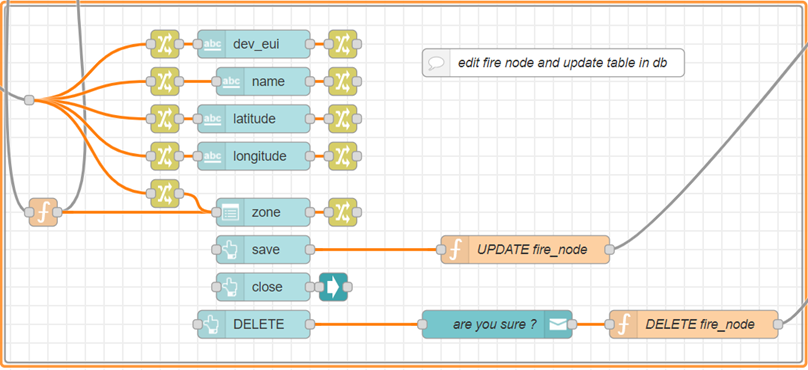 abc dev_eui
edit fire node and update table in db
abc name
abc latitude
abc longitude
f zone
save f UPDATE fire_node
close
DELETE are you sure ? f DELETE fire_node